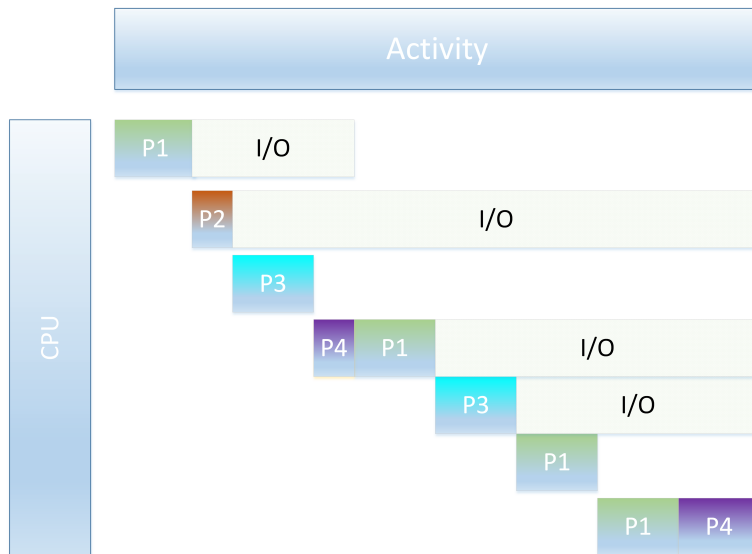 Activity
CPU
P1 I/O
P2 I/O
P3
P4 P1 I/O
P3 I/O
P1
P1 P4